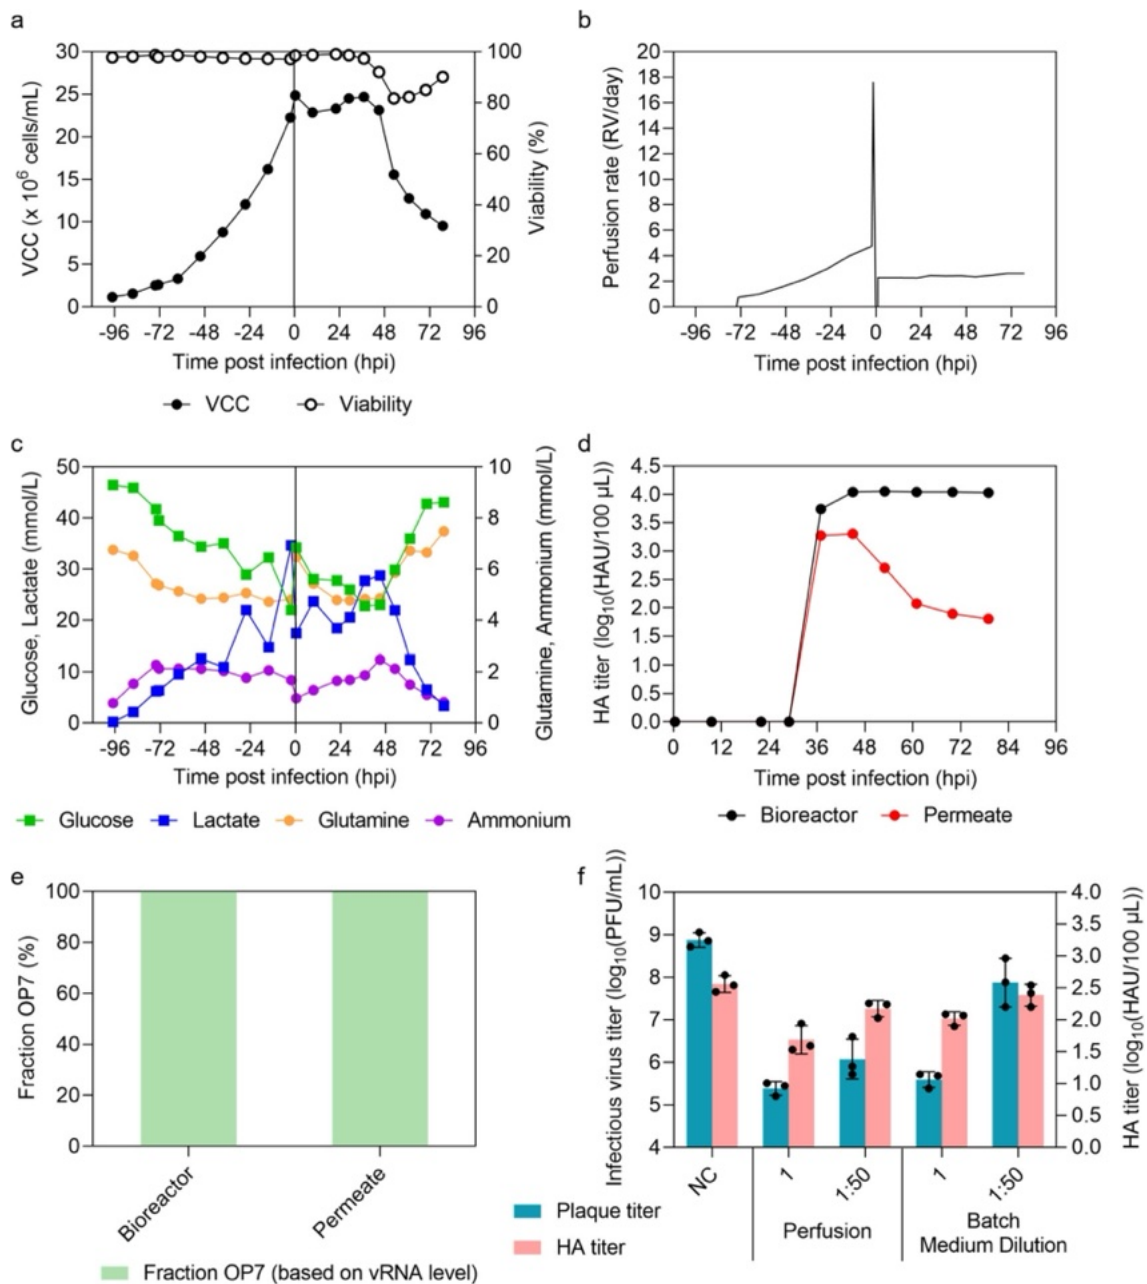 a
30
25
20
15
10
5
0
VCC (x 10⁶ cells/mL)
100
80
60
40
20
0
Viability (%)
-96 -72 -48 -24 0 24 48 72 96
Time post infection (hpi)
VCC Viability
b
20
18
16
14
12
10
8
6
4
2
0
Perfusion rate (RV/day)
-96 -72 -48 -24 0 24 48 72 96
Time post infection (hpi)
c
50
40
30
20
10
0
Glucose, Lactate (mmol/L)
10
8
6
4
2
0
Glutamine, Ammonium (mmol/L)
-96 -72 -48 -24 0 24 48 72 96
Time post infection (hpi)
Glucose Lactate Glutamine Ammonium
d
4.5
4.0
3.5
3.0
2.5
2.0
1.5
1.0
0.5
0.0
HA titer (log₁₀(HAU/100 µL))
0 12 24 36 48 60 72 84 96
Time post infection (hpi)
Bioreactor Permeate
e
100
80
60
40
20
0
Fraction OP7 (%)
Bioreactor Permeate
Fraction OP7 (based on vRNA level)
f
10
9
8
7
6
5
4
Infectious virus titer (log₁₀(PFU/mL))
4.0
3.5
3.0
2.5
2.0
1.5
1.0
0.5
0.0
HA titer (log₁₀(HAU/100 µL))
NC 1 1:50 1 1:50
Perfusion
Batch
Medium Dilution
Plaque titer
HA titer